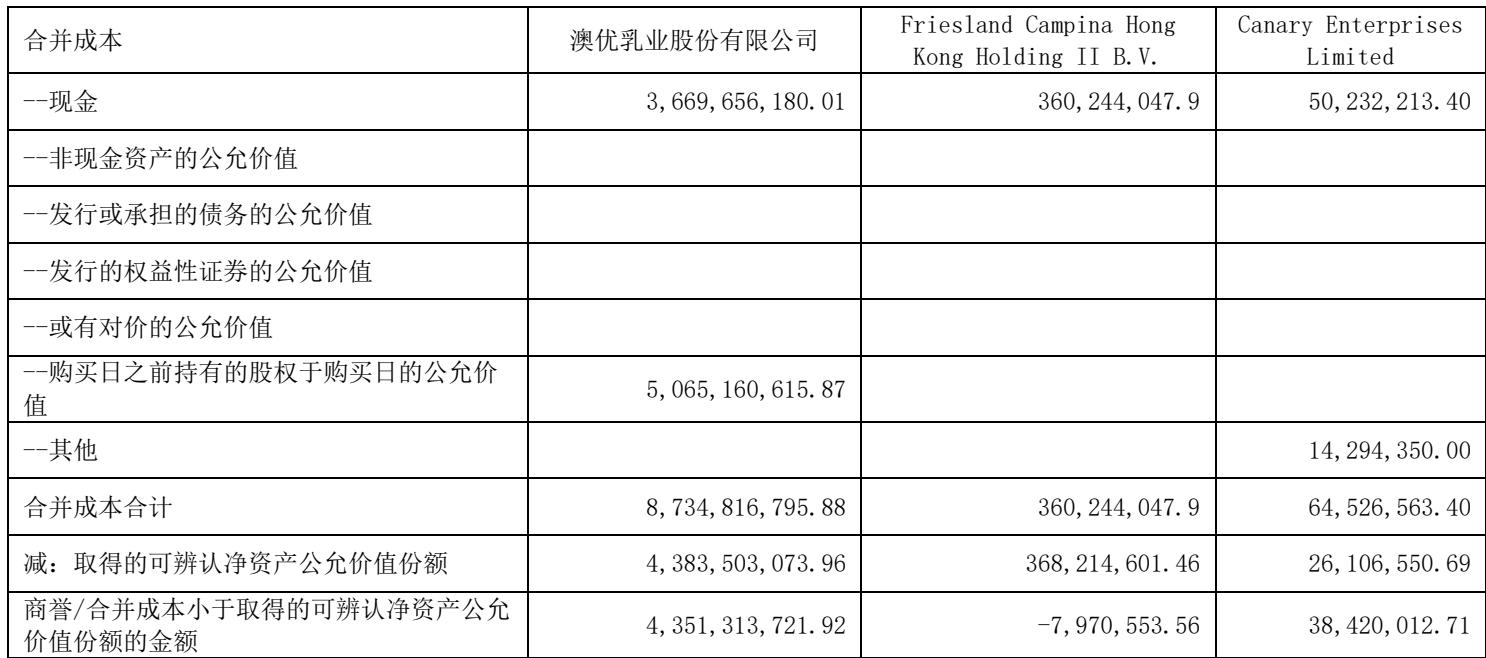 合并成本 澳优乳业股份有限公司 Friesland Campina Hong Kong Holding II B.V. Canary Enterprises Limited
--现金 3,669,656,180.01 360,244,047.9 50,232,213.40
--非现金资产的公允价值
--发行或承担的债务的公允价值
--发行的权益性证券的公允价值
--或有对价的公允价值
--购买日之前持有的股权于购买日的公允价
值 5,065,160,615.87
--其他 14,294,350.00
合并成本合计 8,734,816,795.88 360,244,047.9 64,526,563.40
减：取得的可辨认净资产公允价值份额 4,383,503,073.96 368,214,601.46 26,106,550.69
商誉/合并成本小于取得的可辨认净资产公允
价值份额的金额 4,351,313,721.92 -7,970,553.56 38,420,012.71